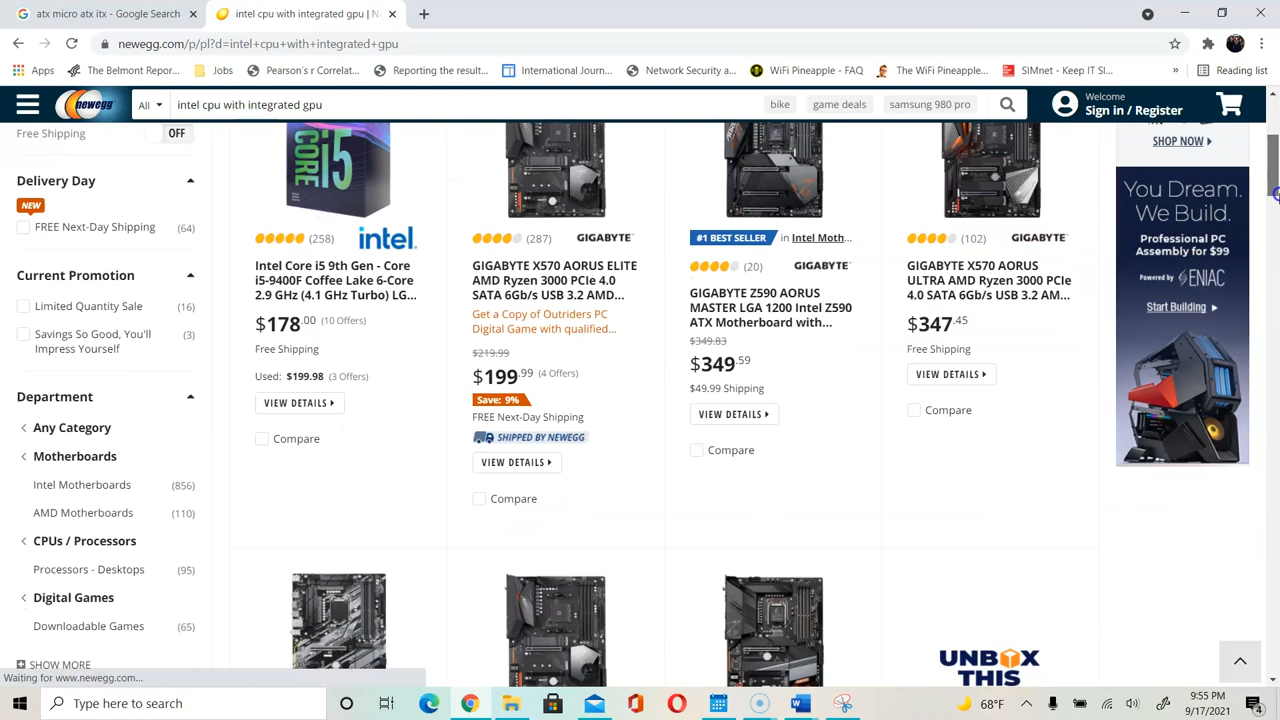 atx micro atx itx - Google Search
intel cpu with integrated gpu | N
newegg.com/p/pl?d=intel+cpu+with+integrated+gpu
Apps
The Belmont Repor...
Jobs
Pearson's r Correlat...
Reporting the result...
International Journ...
Network Security a...
WiFi Pineapple - FAQ
The WiFi Pineapple...
SIMnet - Keep IT SI...
»
Reading list
newegg
All
intel cpu with integrated gpu
bike
game deals
samsung 980 pro
Welcome
Sign in / Register
Free Shipping
OFF
Delivery Day
NEW
FREE Next-Day Shipping (64)
Current Promotion
Limited Quantity Sale (16)
Savings So Good, You'll (3)
Impress Yourself
Department
Any Category
Motherboards
Intel Motherboards (856)
AMD Motherboards (110)
CPUs / Processors
Processors - Desktops (95)
Digital Games
Downloadable Games (65)
SHOW MORE
Waiting for www.newegg.com...
CORE i5
(258) intel
Intel Core i5 9th Gen - Core
i5-9400F Coffee Lake 6-Core
2.9 GHz (4.1 GHz Turbo) LG...
$178.00 (10 Offers)
Free Shipping
Used: $199.98 (3 Offers)
VIEW DETAILS
Compare
(287) GIGABYTE
GIGABYTE X570 AORUS ELITE
AMD Ryzen 3000 PCIe 4.0
SATA 6Gb/s USB 3.2 AMD...
Get a Copy of Outriders PC
Digital Game with qualified...
$219.99
$199.99 (4 Offers)
Save: 9%
FREE Next-Day Shipping
SHIPPED BY NEWEGG
VIEW DETAILS
Compare
#1 BEST SELLER in Intel Moth...
(20) GIGABYTE
GIGABYTE Z590 AORUS
MASTER LGA 1200 Intel Z590
ATX Motherboard with...
$349.83
$349.59
$49.99 Shipping
VIEW DETAILS
Compare
(102) GIGABYTE
GIGABYTE X570 AORUS
ULTRA AMD Ryzen 3000 PCIe
4.0 SATA 6Gb/s USB 3.2 AM...
$347.45
Free Shipping
VIEW DETAILS
Compare
UNBOX
THIS
SHOP NOW
You Dream.
We Build.
Professional PC
Assembly for $99
Powered by ENIAC
Start Building
Type here to search
68°F
9:55 PM
9/17/2021
4